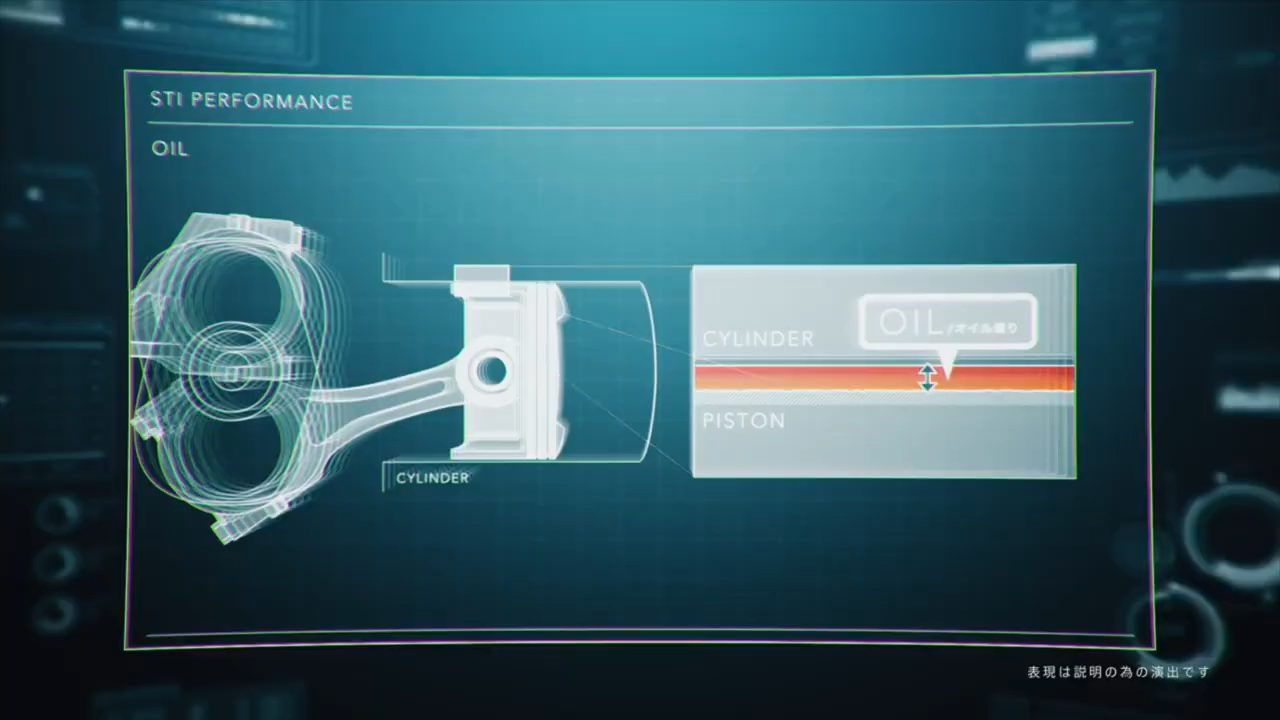 STI PERFORMANCE
OIL
CYLINDER
OIL /オイル溜り
PISTON
CYLINDER
表現は説明の為の演出です